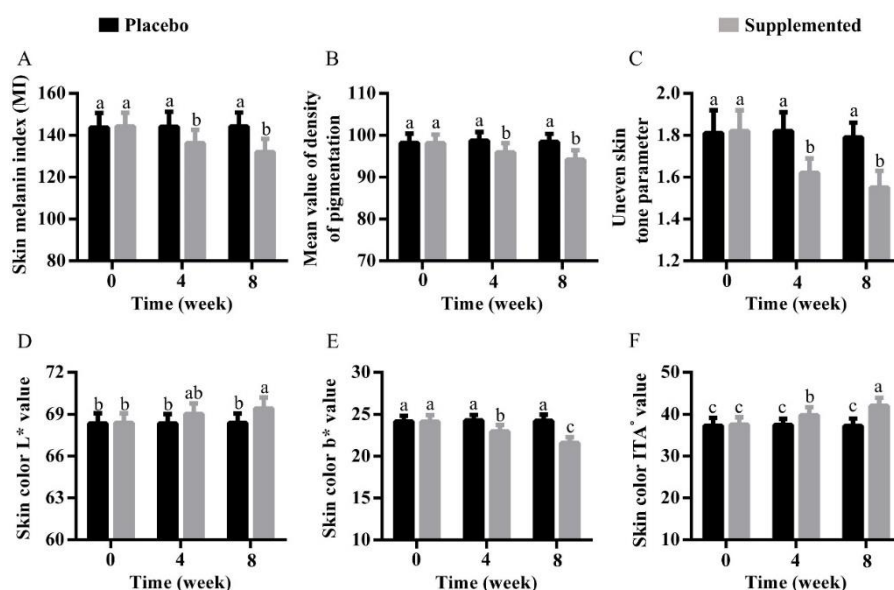 Placebo Supplemented
A
Skin melanin index (MI)
160
140
120
100
80
a a a b a b
0 4 8
Time (week)
B
Mean value of density
of pigmentation
110
100
90
80
70
a a a b a b
0 4 8
Time (week)
C
Uneven skin
tone parameter
2.0
1.8
1.6
1.4
1.2
a a a b a b
0 4 8
Time (week)
D
Skin color L* value
72
69
66
63
60
b b b ab b a
0 4 8
Time (week)
E
Skin color b* value
30
25
20
15
10
a a a b a c
0 4 8
Time (week)
F
Skin color ITA° value
50
40
30
20
10
c c c b c a
0 4 8
Time (week)